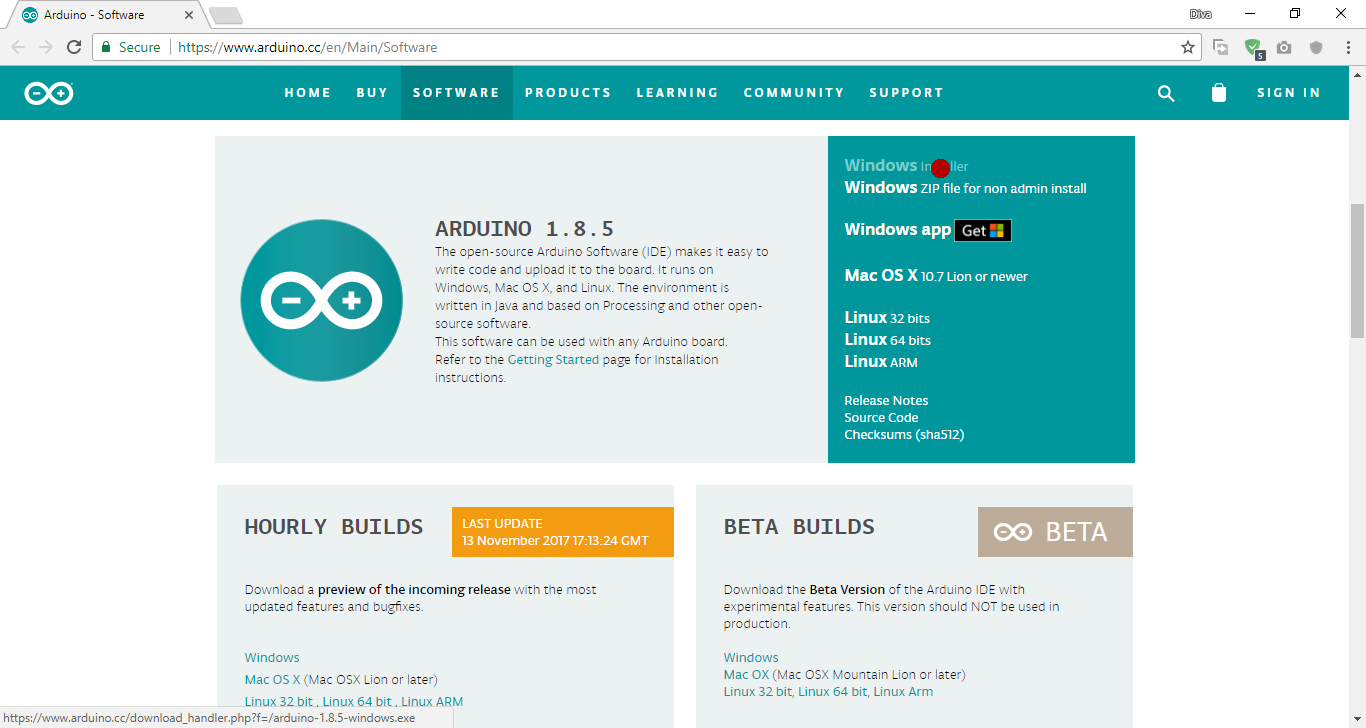 Arduino - Software
Diva
Secure
https://www.arduino.cc/en/Main/Software
5
HOME BUY SOFTWARE PRODUCTS LEARNING COMMUNITY SUPPORT SIGN IN
ARDUINO 1.8.5
The open-source Arduino Software (IDE) makes it easy to
write code and upload it to the board. It runs on
Windows, Mac OS X, and Linux. The environment is
written in Java and based on Processing and other open-
source software.
This software can be used with any Arduino board.
Refer to the Getting Started page for Installation
instructions.
Windows
Windows ZIP file for non admin install
Windows app Get
Mac OS X 10.7 Lion or newer
Linux 32 bits
Linux 64 bits
Linux ARM
Release Notes
Source Code
Checksums (sha512)
HOURLY BUILDS
LAST UPDATE
13 November 2017 17:13:24 GMT
Download a preview of the incoming release with the most
updated features and bugfixes.
Windows
Mac OS X (Mac OSX Lion or later)
Linux 32 bit , Linux 64 bit , Linux ARM
BETA BUILDS
BETA
Download the Beta Version of the Arduino IDE with
experimental features. This version should NOT be used in
production.
Windows
Mac OX (Mac OSX Mountain Lion or later)
Linux 32 bit, Linux 64 bit, Linux Arm
https://www.arduino.cc/download_handler.php?f=/arduino-1.8.5-windows.exe